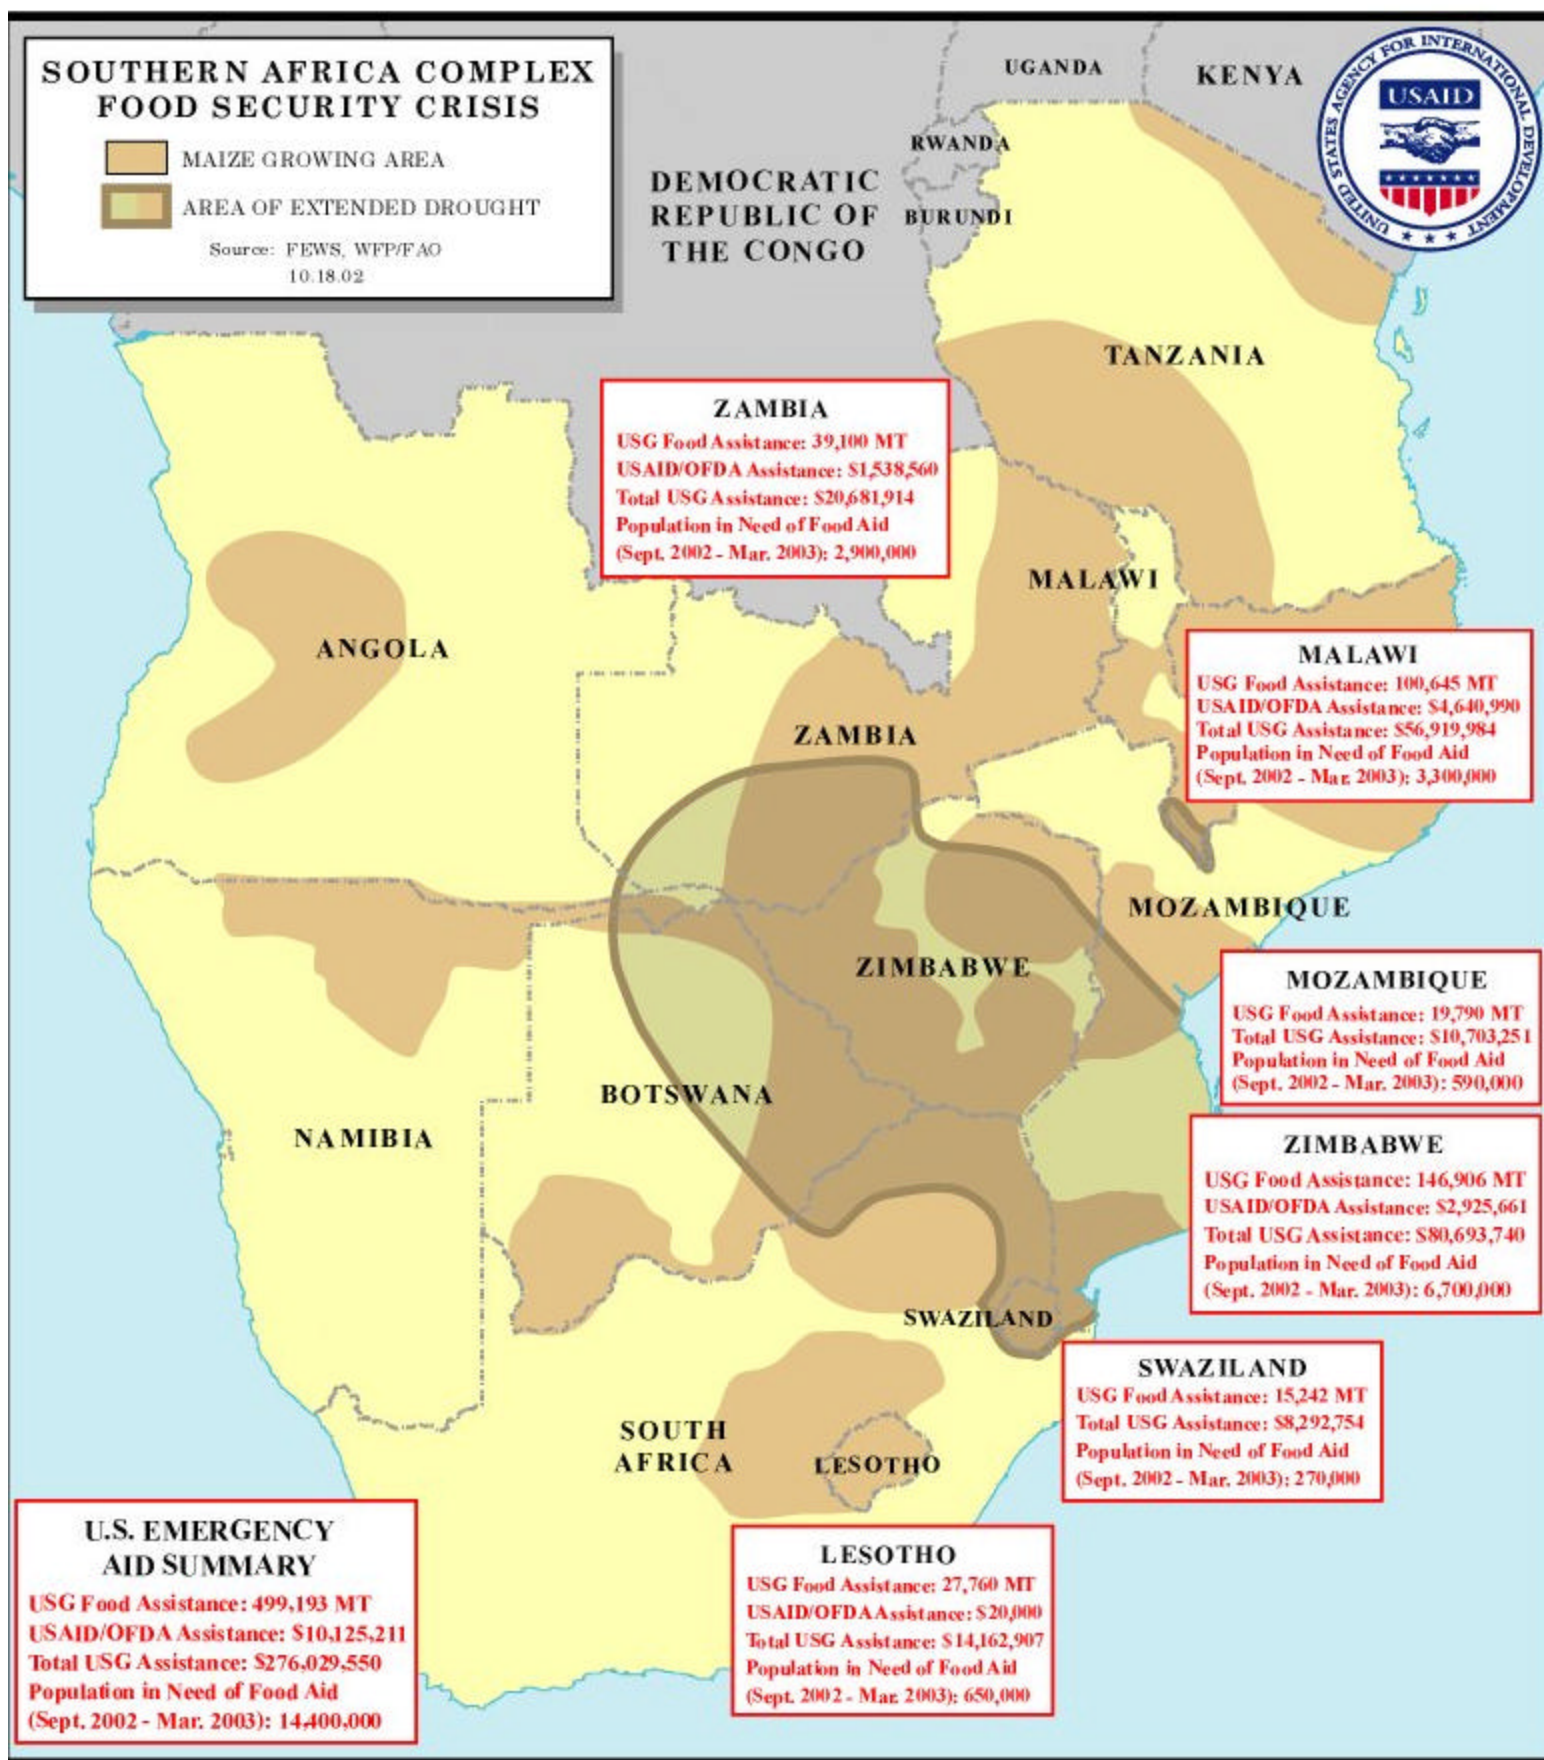 SOUTHERN AFRICA COMPLEX
FOOD SECURITY CRISIS
MAIZE GROWING AREA
AREA OF EXTENDED DROUGHT
Source: FEWS, WFP/FAO
10.18.02
UGANDA
KENYA
UNITED STATES AGENCY FOR INTERNATIONAL DEVELOPMENT
USAID
RWANDA
DEMOCRATIC
REPUBLIC OF
THE CONGO
BURUNDI
TANZANIA
ZAMBIA
USG Food Assistance: 39,100 MT
USAID/OFDA Assistance: $1,538,560
Total USG Assistance: $20,681,914
Population in Need of Food Aid
(Sept. 2002 - Mar. 2003): 2,900,000
MALAWI
ANGOLA
MALAWI
USG Food Assistance: 100,645 MT
USAID/OFDA Assistance: $4,640,990
Total USG Assistance: $56,919,984
Population in Need of Food Aid
(Sept. 2002 - Mar. 2003): 3,300,000
ZAMBIA
MOZAMBIQUE
ZIMBABWE
MOZAMBIQUE
USG Food Assistance: 19,790 MT
Total USG Assistance: $10,703,251
Population in Need of Food Aid
(Sept. 2002 - Mar. 2003): 590,000
BOTSWANA
NAMIBIA
ZIMBABWE
USG Food Assistance: 146,906 MT
USAID/OFDA Assistance: $2,925,661
Total USG Assistance: $80,693,740
Population in Need of Food Aid
(Sept. 2002 - Mar. 2003): 6,700,000
SWAZILAND
SWAZILAND
USG Food Assistance: 15,242 MT
Total USG Assistance: $8,292,754
Population in Need of Food Aid
(Sept. 2002 - Mar. 2003): 270,000
SOUTH
AFRICA
LESOTHO
U.S. EMERGENCY
AID SUMMARY
USG Food Assistance: 499,193 MT
USAID/OFDA Assistance: $10,125,211
Total USG Assistance: $276,029,550
Population in Need of Food Aid
(Sept. 2002 - Mar. 2003): 14,400,000
LESOTHO
USG Food Assistance: 27,760 MT
USAID/OFDA Assistance: $20,000
Total USG Assistance: $14,162,907
Population in Need of Food Aid
(Sept. 2002 - Mar. 2003): 650,000